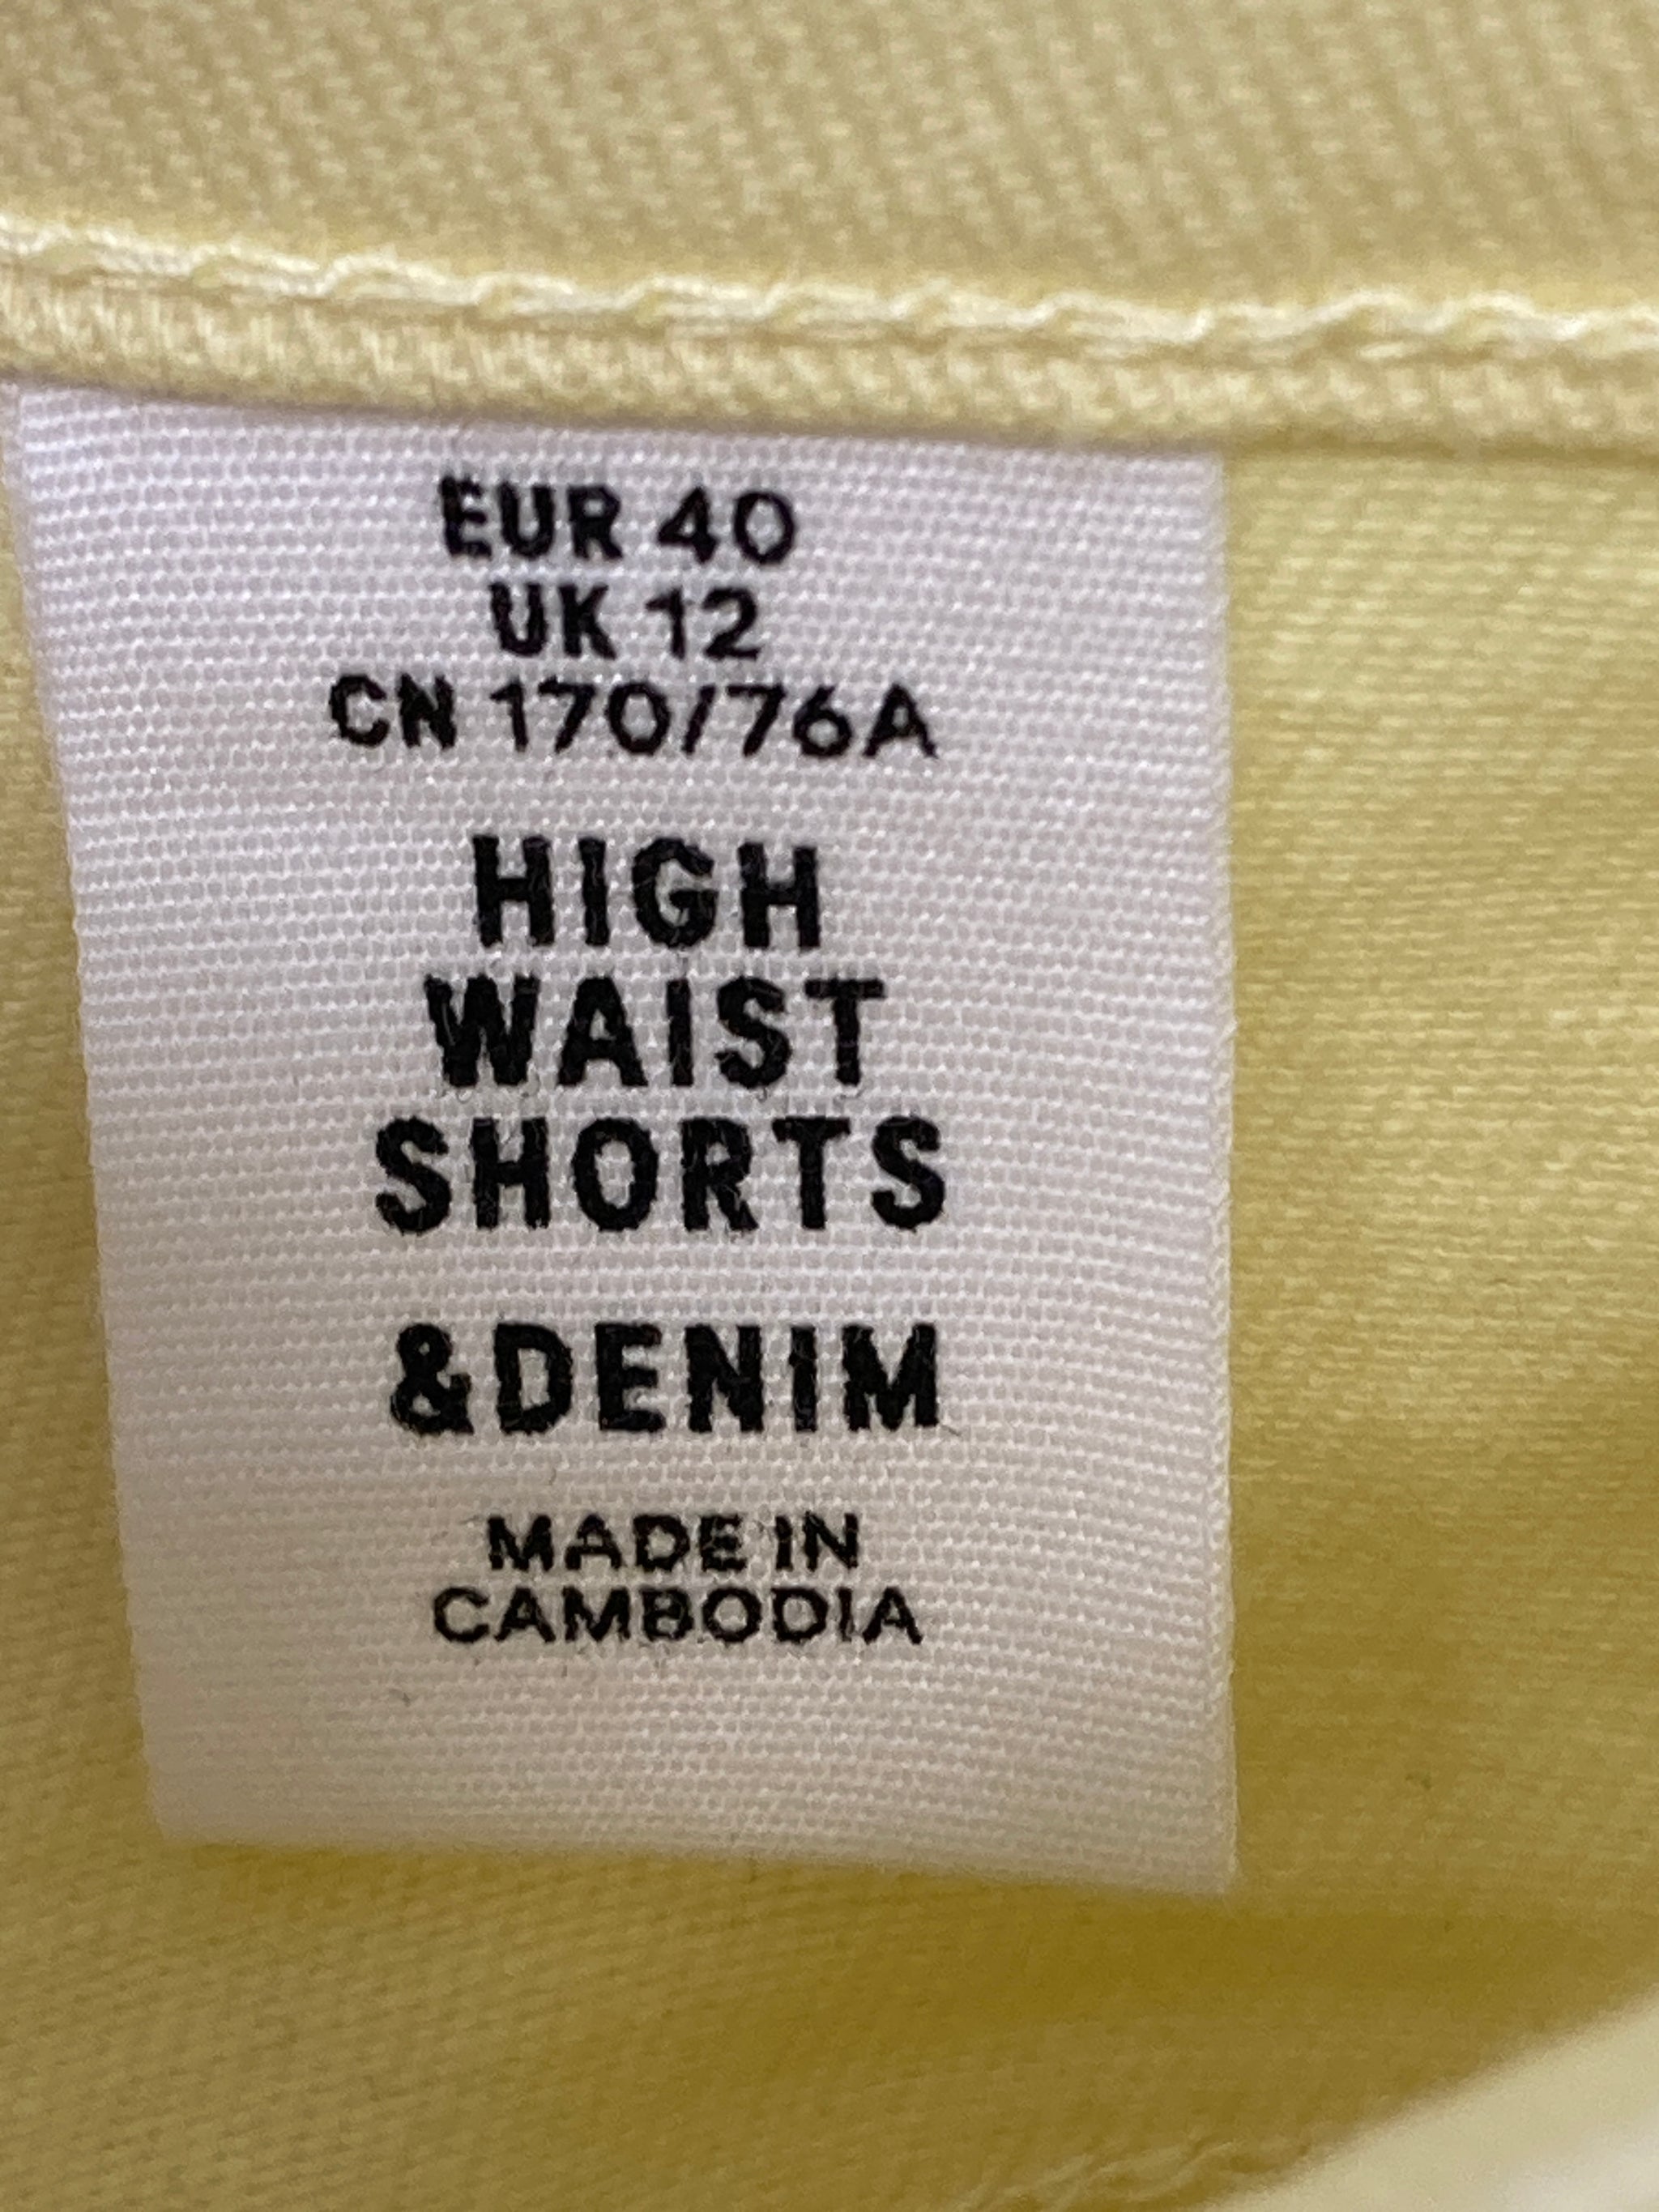 EUR 40
UK 12
CN 170/76A
HIGH
WAIST
SHORTS
&DENIM
MADE IN
CAMBODIA